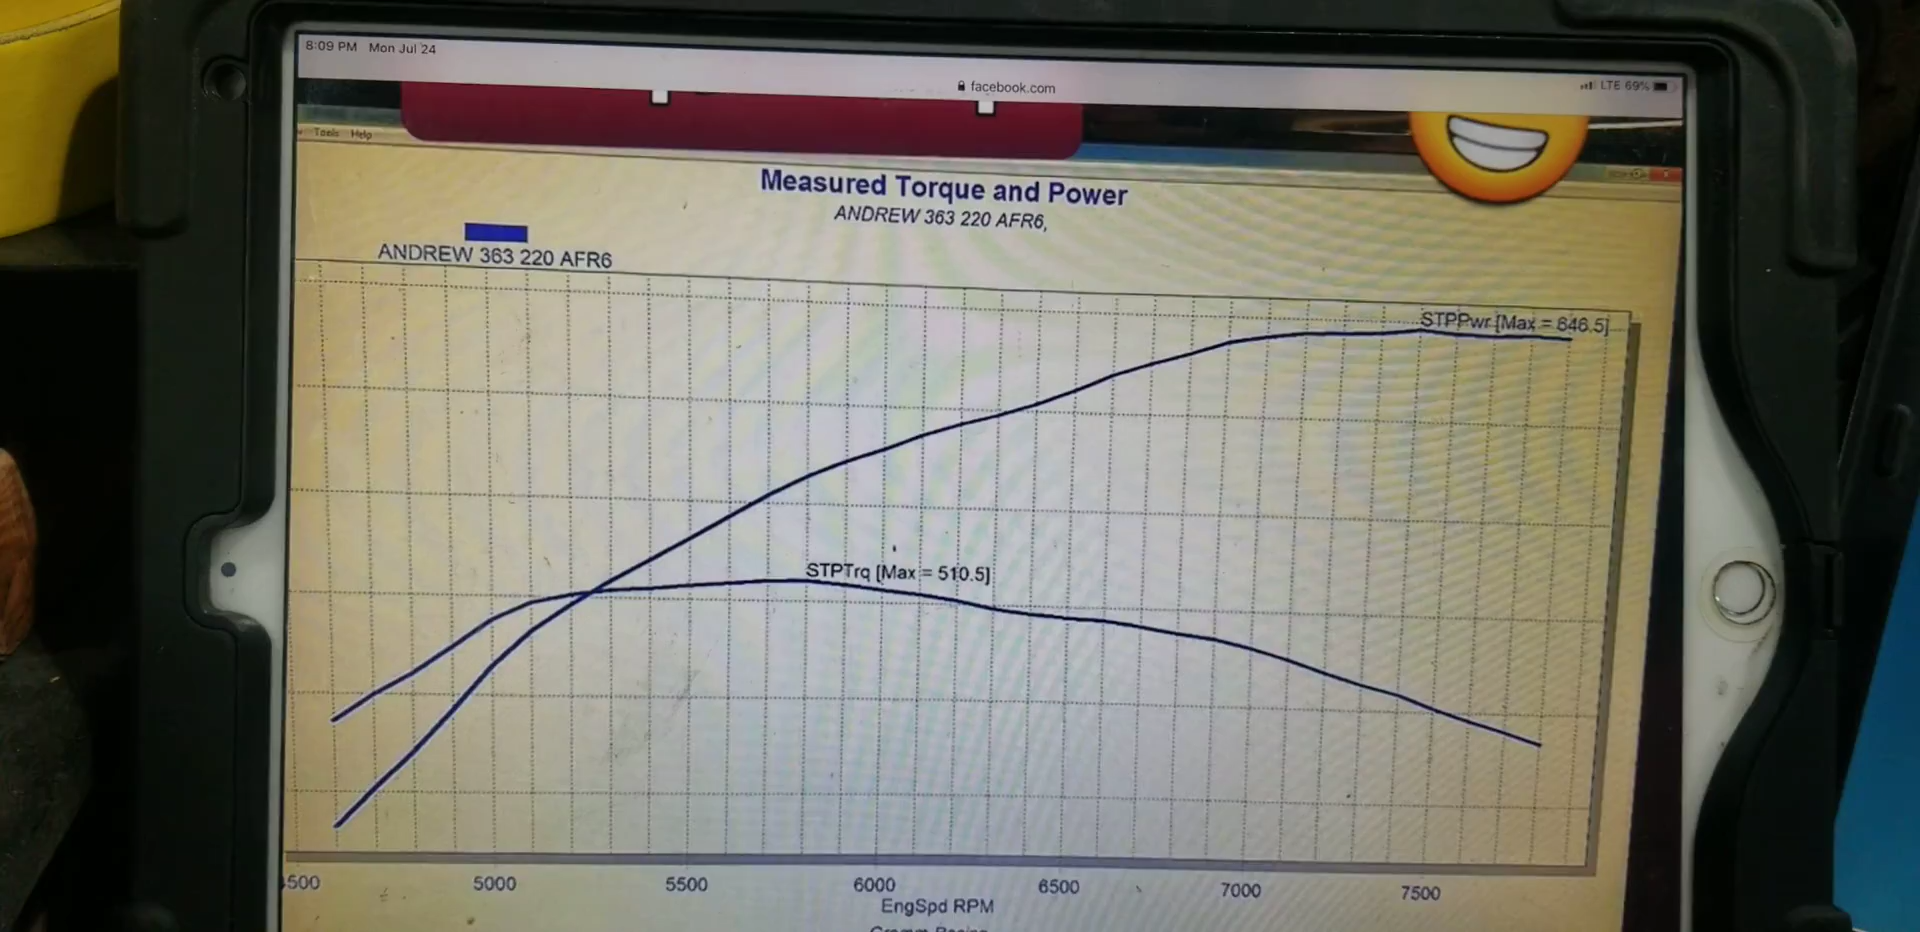 8:09 PM Mon Jul 24
facebook.com
LTE 69%
Tools Help
Measured Torque and Power
ANDREW 363 220 AFR6,
ANDREW 363 220 AFR6
STPPwr [Max = 646.5]
STPTrq [Max = 510.5]
4500 5000 5500 6000 6500 7000 7500
EngSpd RPM